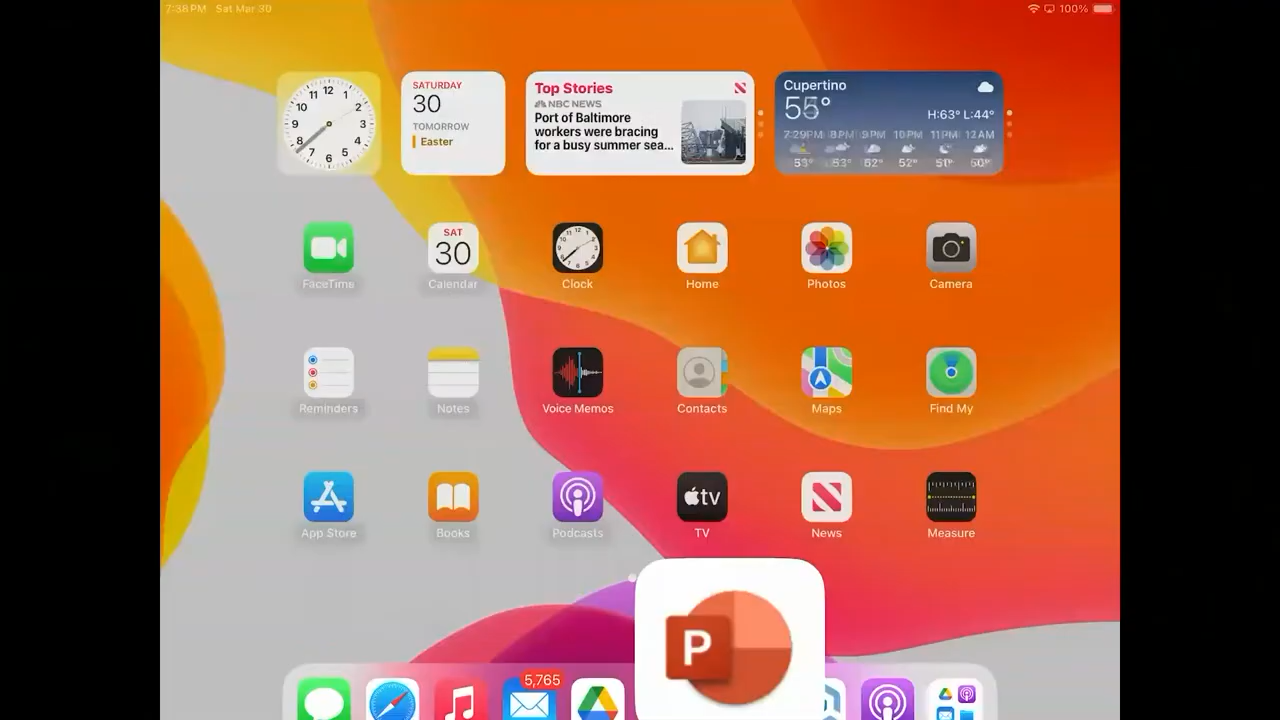 7:38PM Sat Mar 30
100%
12
1
2
3
4
5
6
7
8
9
10
11
SATURDAY
30
TOMORROW
Easter
Top Stories
NBC NEWS
Port of Baltimore
workers were bracing
for a busy summer sea...
Cupertino
55°
H:63° L:44°
7:29PM 8PM 9PM 10PM 11PM 12AM
53° 53° 52° 52° 51° 50°
SAT
30
FaceTime
Calendar
Clock
Home
Photos
Camera
Reminders
Notes
Voice Memos
Contacts
Maps
Find My
tv
App Store
Books
Podcasts
TV
News
Measure
P
5,765